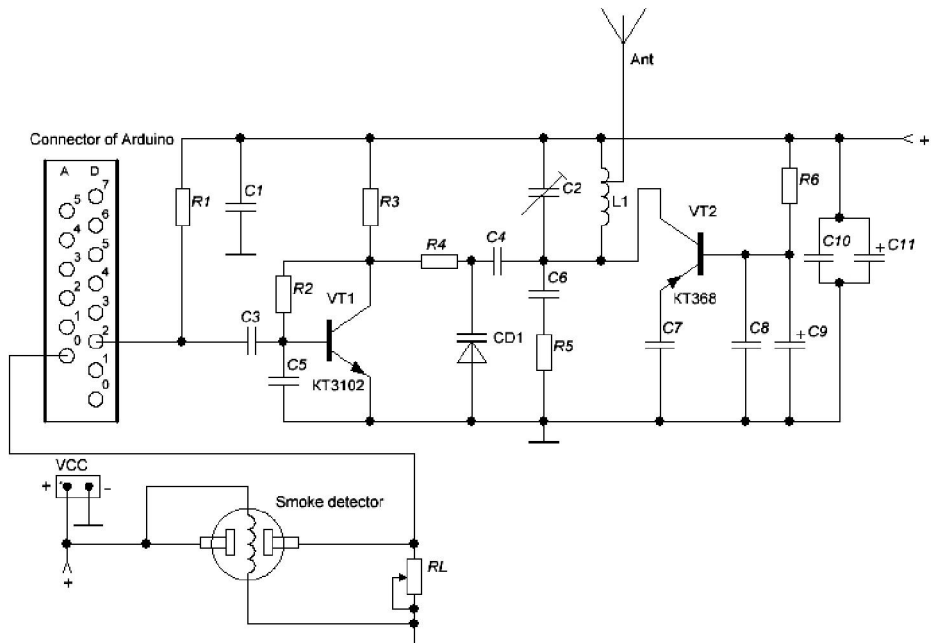 Ant
Connector of Arduino
+
A D
7
5
6
4
5
3
4
2
3
1
2
0
1
0
R1
C1
R3
C2
L1
R6
VT2
C10
+ C11
R4
C4
R2
VT1
C6
KT368
C3
CD1
C7
C8
+ C9
C5
R5
KT3102
VCC
+ -
Smoke detector
+
RL